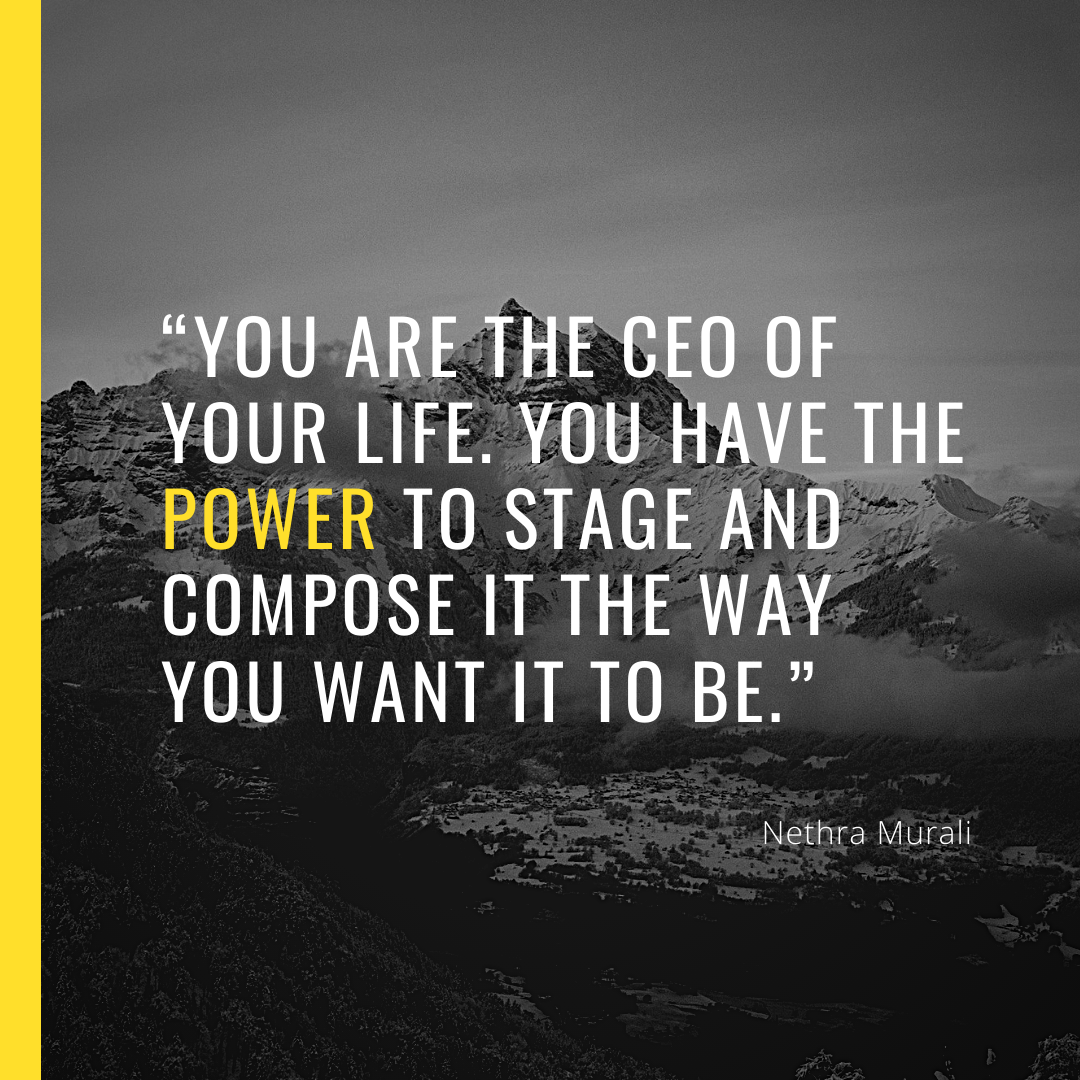 “YOU ARE THE CEO OF
YOUR LIFE. YOU HAVE THE
POWER TO STAGE AND
COMPOSE IT THE WAY
YOU WANT IT TO BE.”
Nethra Murali